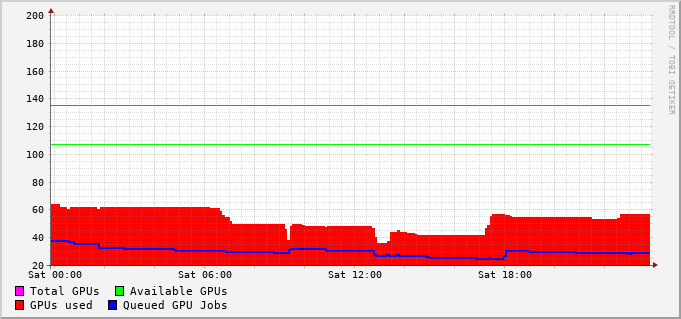 RRDTOOL / TOBI OETIKER
200
180
160
140
120
100
80
60
40
20
Sat 00:00 Sat 06:00 Sat 12:00 Sat 18:00
Total GPUs Available GPUs
GPUs used Queued GPU Jobs